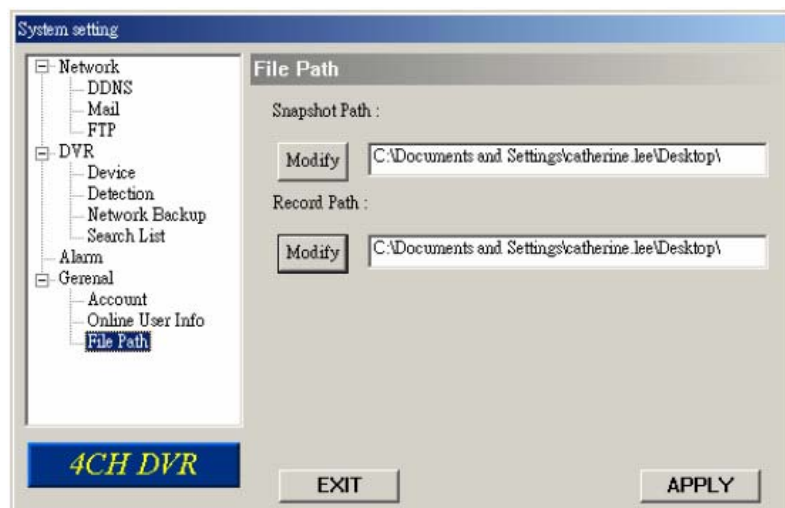 System setting
Network
DDNS
Mail
FTP
DVR
Device
Detection
Network Backup
Search List
Alarm
Gerenal
Account
Online User Info
File Path
4CH DVR
File Path
Snapshot Path :
Modify C:\Documents and Settings\catherine.lee\Desktop\
Record Path :
Modify C:\Documents and Settings\catherine.lee\Desktop\
EXIT APPLY